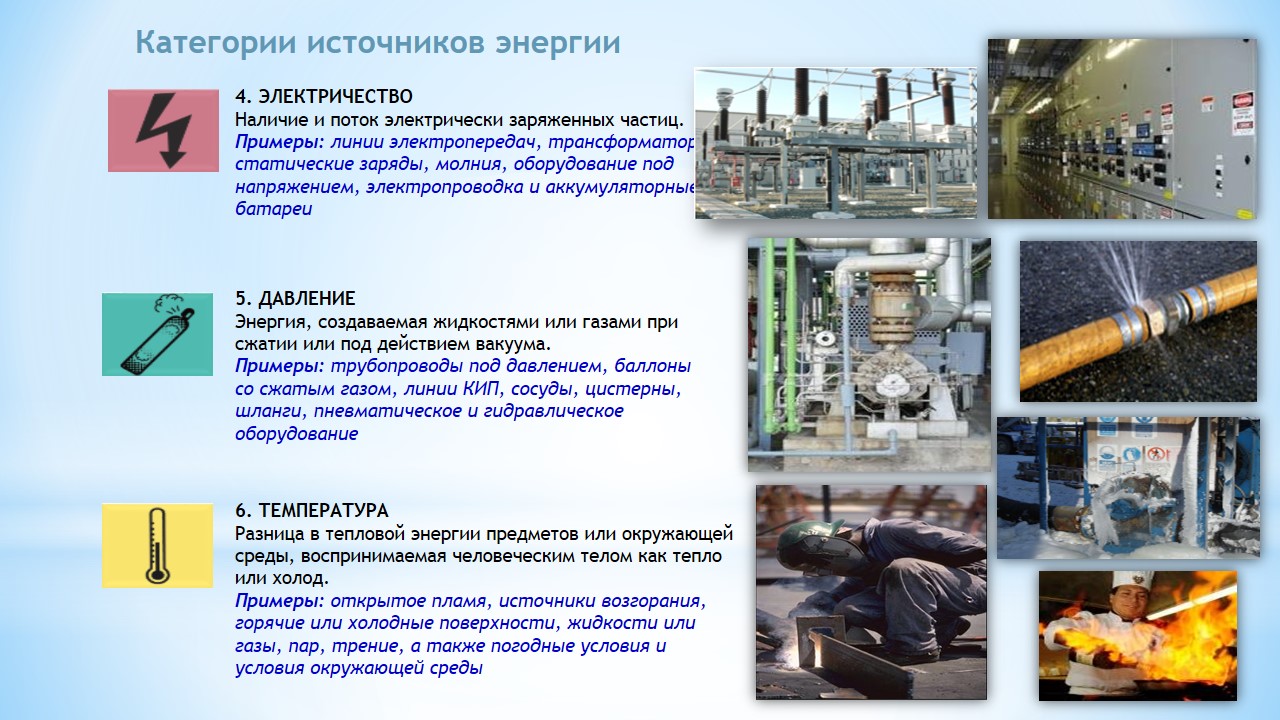 Категории источников энергии
4. ЭЛЕКТРИЧЕСТВО
Наличие и поток электрически заряженных частиц.
Примеры: линии электропередач, трансформатор
статические заряды, молния, оборудование под
напряжением, электропроводка и аккумуляторные
батареи
5. ДАВЛЕНИЕ
Энергия, создаваемая жидкостями или газами при
сжатии или под действием вакуума.
Примеры: трубопроводы под давлением, баллоны
со сжатым газом, линии КИП, сосуды, цистерны,
шланги, пневматическое и гидравлическое
оборудование
6. ТЕМПЕРАТУРА
Разница в тепловой энергии предметов или окружающей
среды, воспринимаемая человеческим телом как тепло
или холод.
Примеры: открытое пламя, источники возгорания,
горячие или холодные поверхности, жидкости или
газы, пар, трение, а также погодные условия и
условия окружающей среды